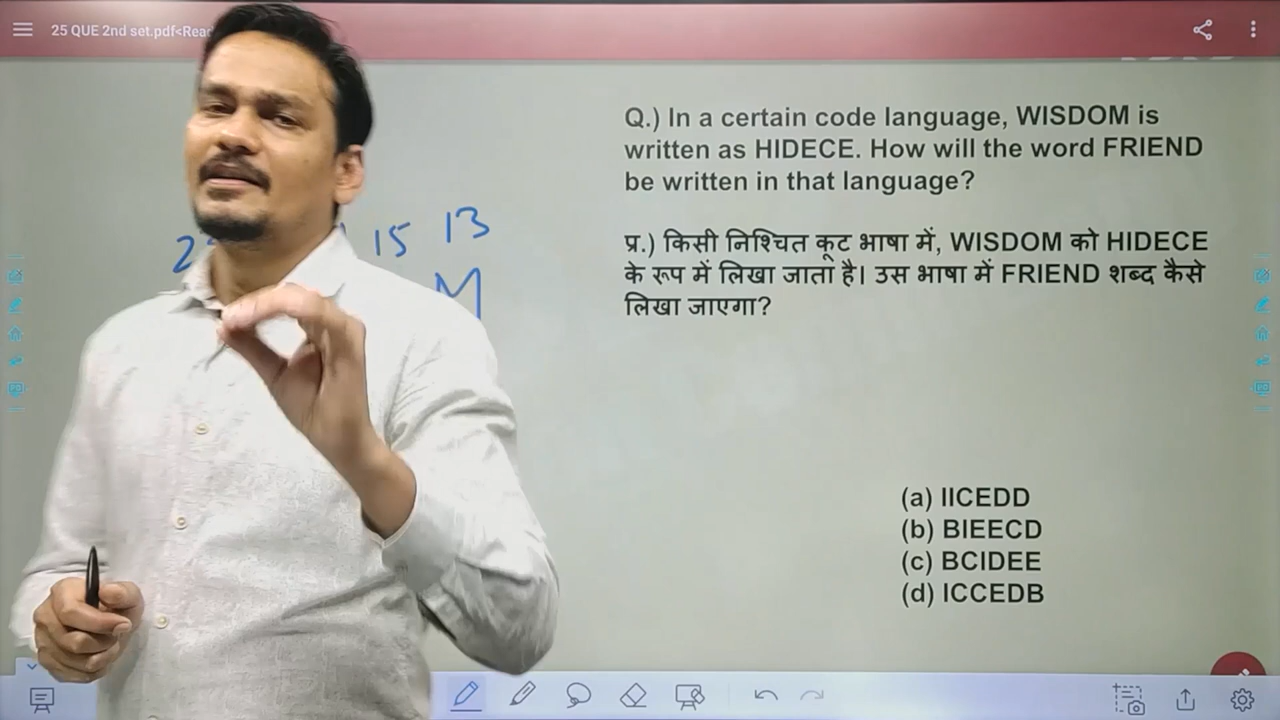 25 QUE 2nd set.pdf<Read
Q.) In a certain code language, WISDOM is
written as HIDECE. How will the word FRIEND
be written in that language?
प्र.) किसी निश्चित कूट भाषा में, WISDOM को HIDECE
के रूप में लिखा जाता है। उस भाषा में FRIEND शब्द कैसे
लिखा जाएगा?
15 13
M
(a) IICEDD
(b) BIEECD
(c) BCIDEE
(d) ICCEDB